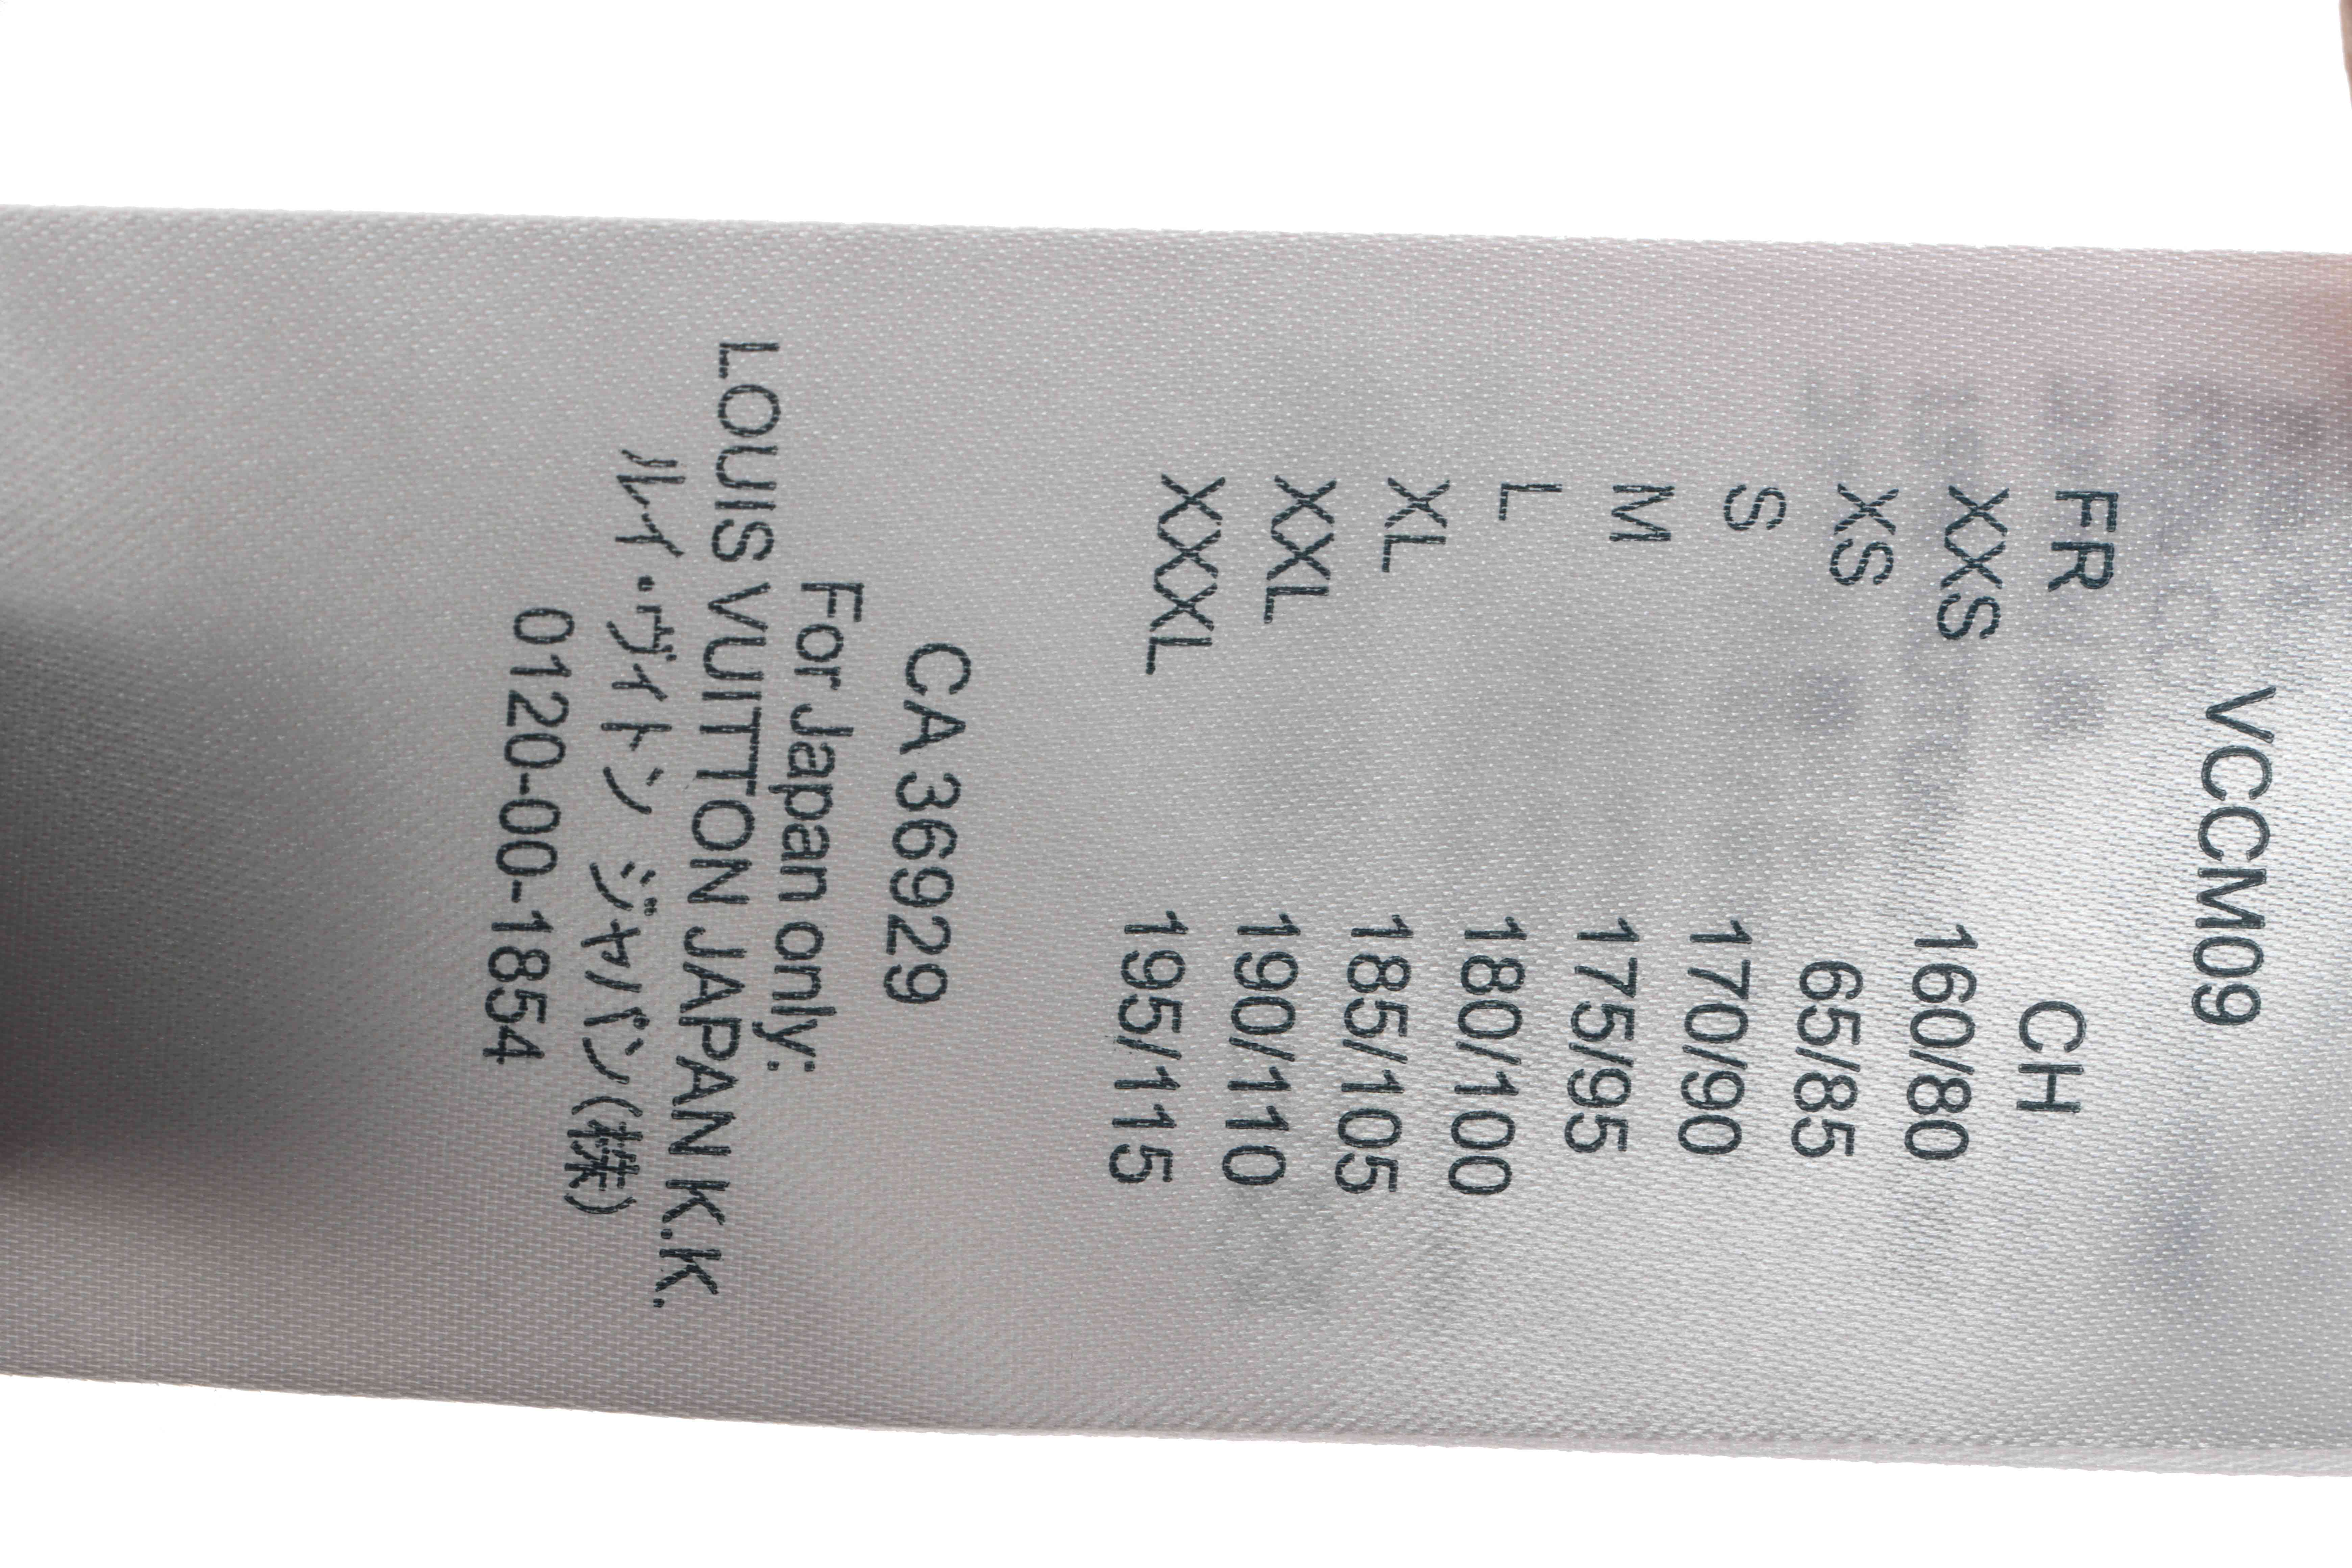 VCCM09
FR CH
XXS 160/80
XS 65/85
S 170/90
M 175/95
L 180/100
XL 185/105
XXL 190/110
XXXL 195/115
CA 36929
For Japan only:
LOUIS VUITTON JAPAN K.K.
ルイ・ヴィトン ジャパン(株)
0120-00-1854